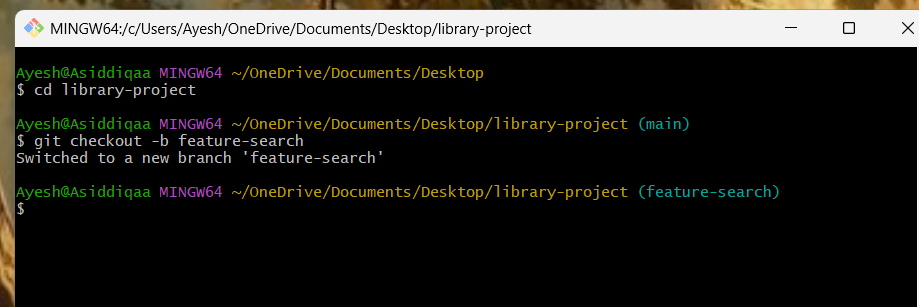 MINGW64:/c/Users/Ayesh/OneDrive/Documents/Desktop/library-project
Ayesh@Asiddiqaa MINGW64 ~/OneDrive/Documents/Desktop
$ cd library-project
Ayesh@Asiddiqaa MINGW64 ~/OneDrive/Documents/Desktop/library-project (main)
$ git checkout -b feature-search
Switched to a new branch 'feature-search'
Ayesh@Asiddiqaa MINGW64 ~/OneDrive/Documents/Desktop/library-project (feature-search)
$